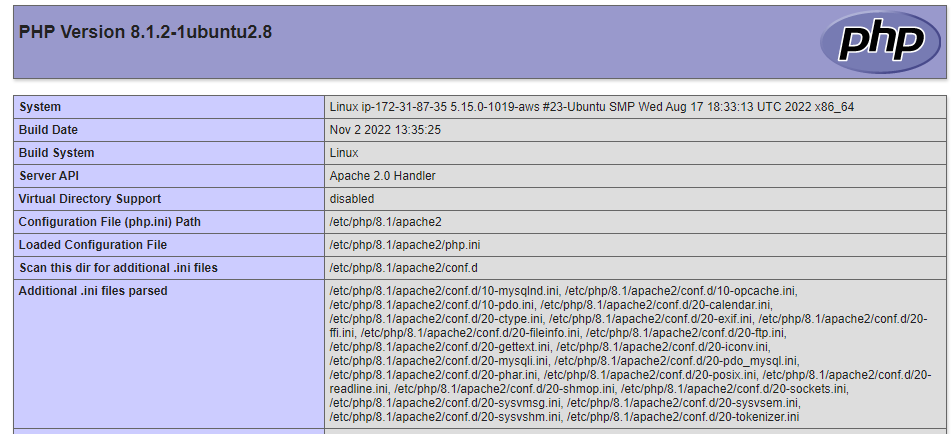 PHP Version 8.1.2-1ubuntu2.8
php
System Linux ip-172-31-87-35 5.15.0-1019-aws #23-Ubuntu SMP Wed Aug 17 18:33:13 UTC 2022 x86_64
Build Date Nov 2 2022 13:35:25
Build System Linux
Server API Apache 2.0 Handler
Virtual Directory Support disabled
Configuration File (php.ini) Path /etc/php/8.1/apache2
Loaded Configuration File /etc/php/8.1/apache2/php.ini
Scan this dir for additional .ini files /etc/php/8.1/apache2/conf.d
Additional .ini files parsed /etc/php/8.1/apache2/conf.d/10-mysqlnd.ini, /etc/php/8.1/apache2/conf.d/10-opcache.ini,
/etc/php/8.1/apache2/conf.d/10-pdo.ini, /etc/php/8.1/apache2/conf.d/20-calendar.ini,
/etc/php/8.1/apache2/conf.d/20-ctype.ini, /etc/php/8.1/apache2/conf.d/20-exif.ini, /etc/php/8.1/apache2/conf.d/20-
ffi.ini, /etc/php/8.1/apache2/conf.d/20-fileinfo.ini, /etc/php/8.1/apache2/conf.d/20-ftp.ini,
/etc/php/8.1/apache2/conf.d/20-gettext.ini, /etc/php/8.1/apache2/conf.d/20-iconv.ini,
/etc/php/8.1/apache2/conf.d/20-mysqli.ini, /etc/php/8.1/apache2/conf.d/20-pdo_mysql.ini,
/etc/php/8.1/apache2/conf.d/20-phar.ini, /etc/php/8.1/apache2/conf.d/20-posix.ini, /etc/php/8.1/apache2/conf.d/20-
readline.ini, /etc/php/8.1/apache2/conf.d/20-shmop.ini, /etc/php/8.1/apache2/conf.d/20-sockets.ini,
/etc/php/8.1/apache2/conf.d/20-sysvmsg.ini, /etc/php/8.1/apache2/conf.d/20-sysvsem.ini,
/etc/php/8.1/apache2/conf.d/20-sysvshm.ini, /etc/php/8.1/apache2/conf.d/20-tokenizer.ini